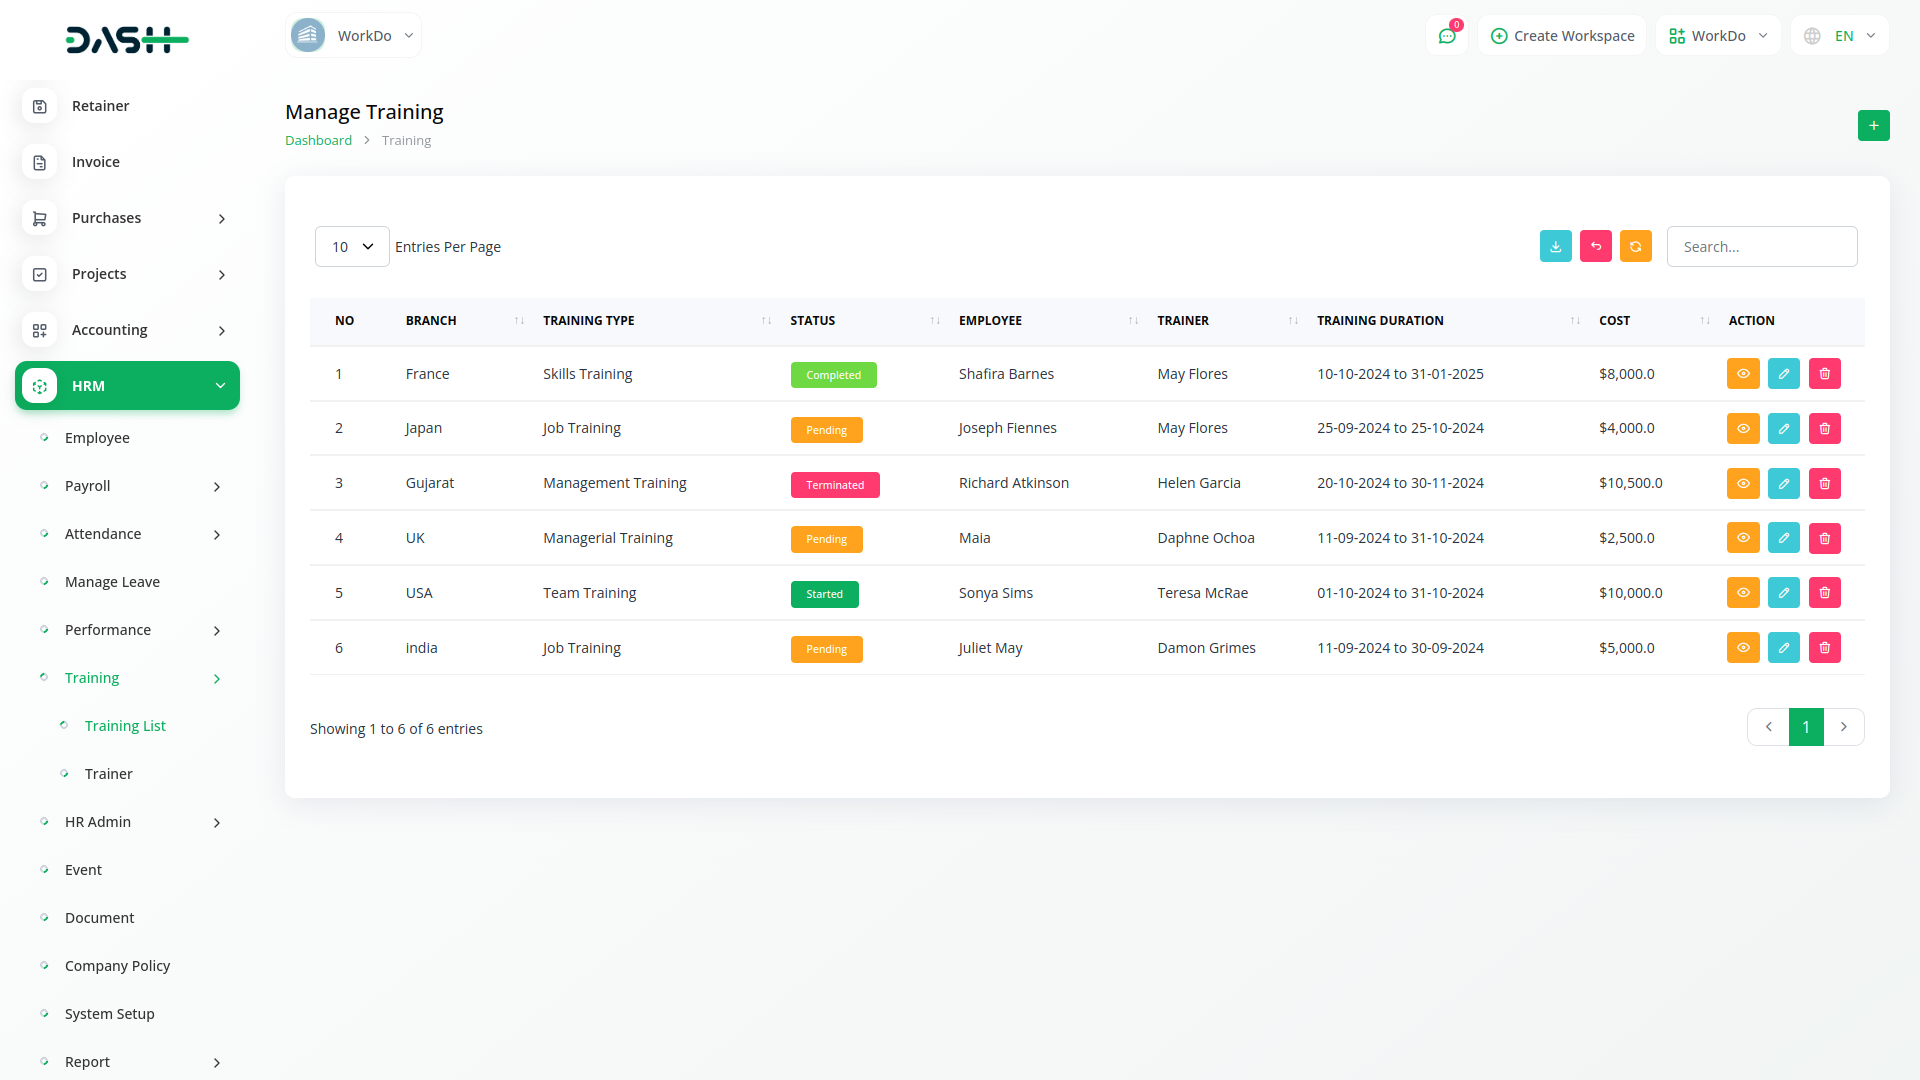 DASH
WorkDo
0
Create Workspace
WorkDo
EN
Retainer
Invoice
Purchases
Projects
Accounting
HRM
Employee
Payroll
Attendance
Manage Leave
Performance
Training
Training List
Trainer
HR Admin
Event
Document
Company Policy
System Setup
Report
Manage Training
Dashboard > Training
10 Entries Per Page
Search...
NO BRANCH TRAINING TYPE STATUS EMPLOYEE TRAINER TRAINING DURATION COST ACTION
1 France Skills Training Completed Shafira Barnes May Flores 10-10-2024 to 31-01-2025 $8,000.0
2 Japan Job Training Pending Joseph Fiennes May Flores 25-09-2024 to 25-10-2024 $4,000.0
3 Gujarat Management Training Terminated Richard Atkinson Helen Garcia 20-10-2024 to 30-11-2024 $10,500.0
4 UK Managerial Training Pending Maia Daphne Ochoa 11-09-2024 to 31-10-2024 $2,500.0
5 USA Team Training Started Sonya Sims Teresa McRae 01-10-2024 to 31-10-2024 $10,000.0
6 india Job Training Pending Juliet May Damon Grimes 11-09-2024 to 30-09-2024 $5,000.0
Showing 1 to 6 of 6 entries
1